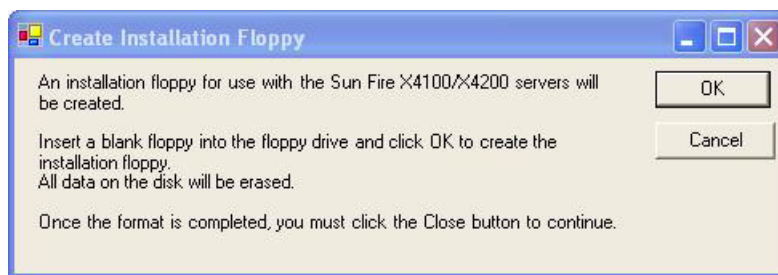 Create Installation Floppy
An installation floppy for use with the Sun Fire X4100/X4200 servers will
be created.
OK
Insert a blank floppy into the floppy drive and click OK to create the
installation floppy.
All data on the disk will be erased.
Cancel
Once the format is completed, you must click the Close button to continue.